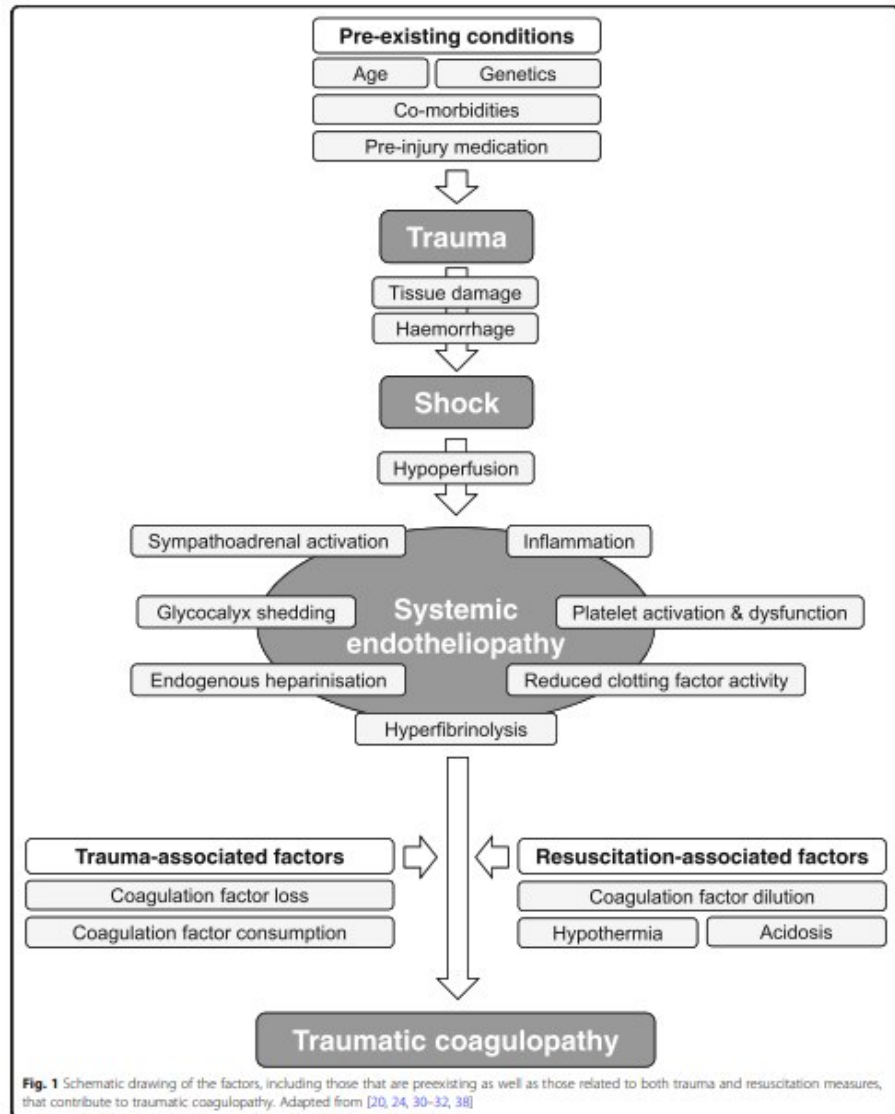 Pre-existing conditions
Age
Genetics
Co-morbidities
Pre-injury medication
Trauma
Tissue damage
Haemorrhage
Shock
Hypoperfusion
Sympathoadrenal activation
Inflammation
Glycocalyx shedding
Systemic
endotheliopathy
Platelet activation & dysfunction
Endogenous heparinisation
Reduced clotting factor activity
Hyperfibrinolysis
Trauma-associated factors
Coagulation factor loss
Coagulation factor consumption
Resuscitation-associated factors
Coagulation factor dilution
Hypothermia
Acidosis
Traumatic coagulopathy
Fig. 1 Schematic drawing of the factors, including those that are preexisting as well as those related to both trauma and resuscitation measures,
that contribute to traumatic coagulopathy. Adapted from [20, 24, 30–32, 38]